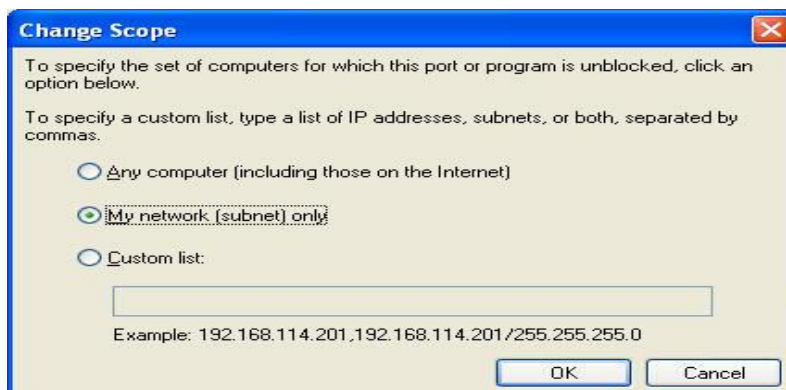 Change Scope
To specify the set of computers for which this port or program is unblocked, click an
option below.
To specify a custom list, type a list of IP addresses, subnets, or both, separated by
commas.
Any computer (including those on the Internet)
My network (subnet) only
Custom list:
Example: 192.168.114.201,192.168.114.201/255.255.255.0
OK Cancel